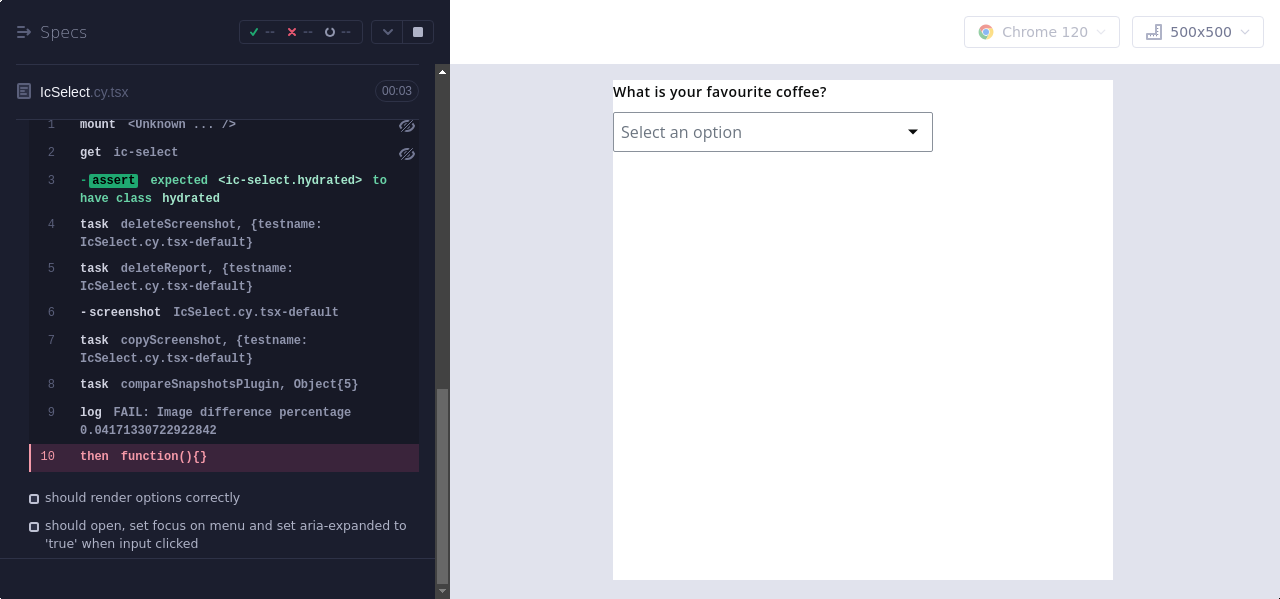 Specs
-- -- --
Chrome 120
500x500
IcSelect.cy.tsx
00:03
1 mount <Unknown ... />
2 get ic-select
3 -assert expected <ic-select.hydrated> to
have class hydrated
4 task deleteScreenshot, {testname:
IcSelect.cy.tsx-default}
5 task deleteReport, {testname:
IcSelect.cy.tsx-default}
6 -screenshot IcSelect.cy.tsx-default
7 task copyScreenshot, {testname:
IcSelect.cy.tsx-default}
8 task compareSnapshotsPlugin, Object{5}
9 log FAIL: Image difference percentage
0.04171330722922842
10 then function(){}
should render options correctly
should open, set focus on menu and set aria-expanded to
'true' when input clicked
What is your favourite coffee?
Select an option